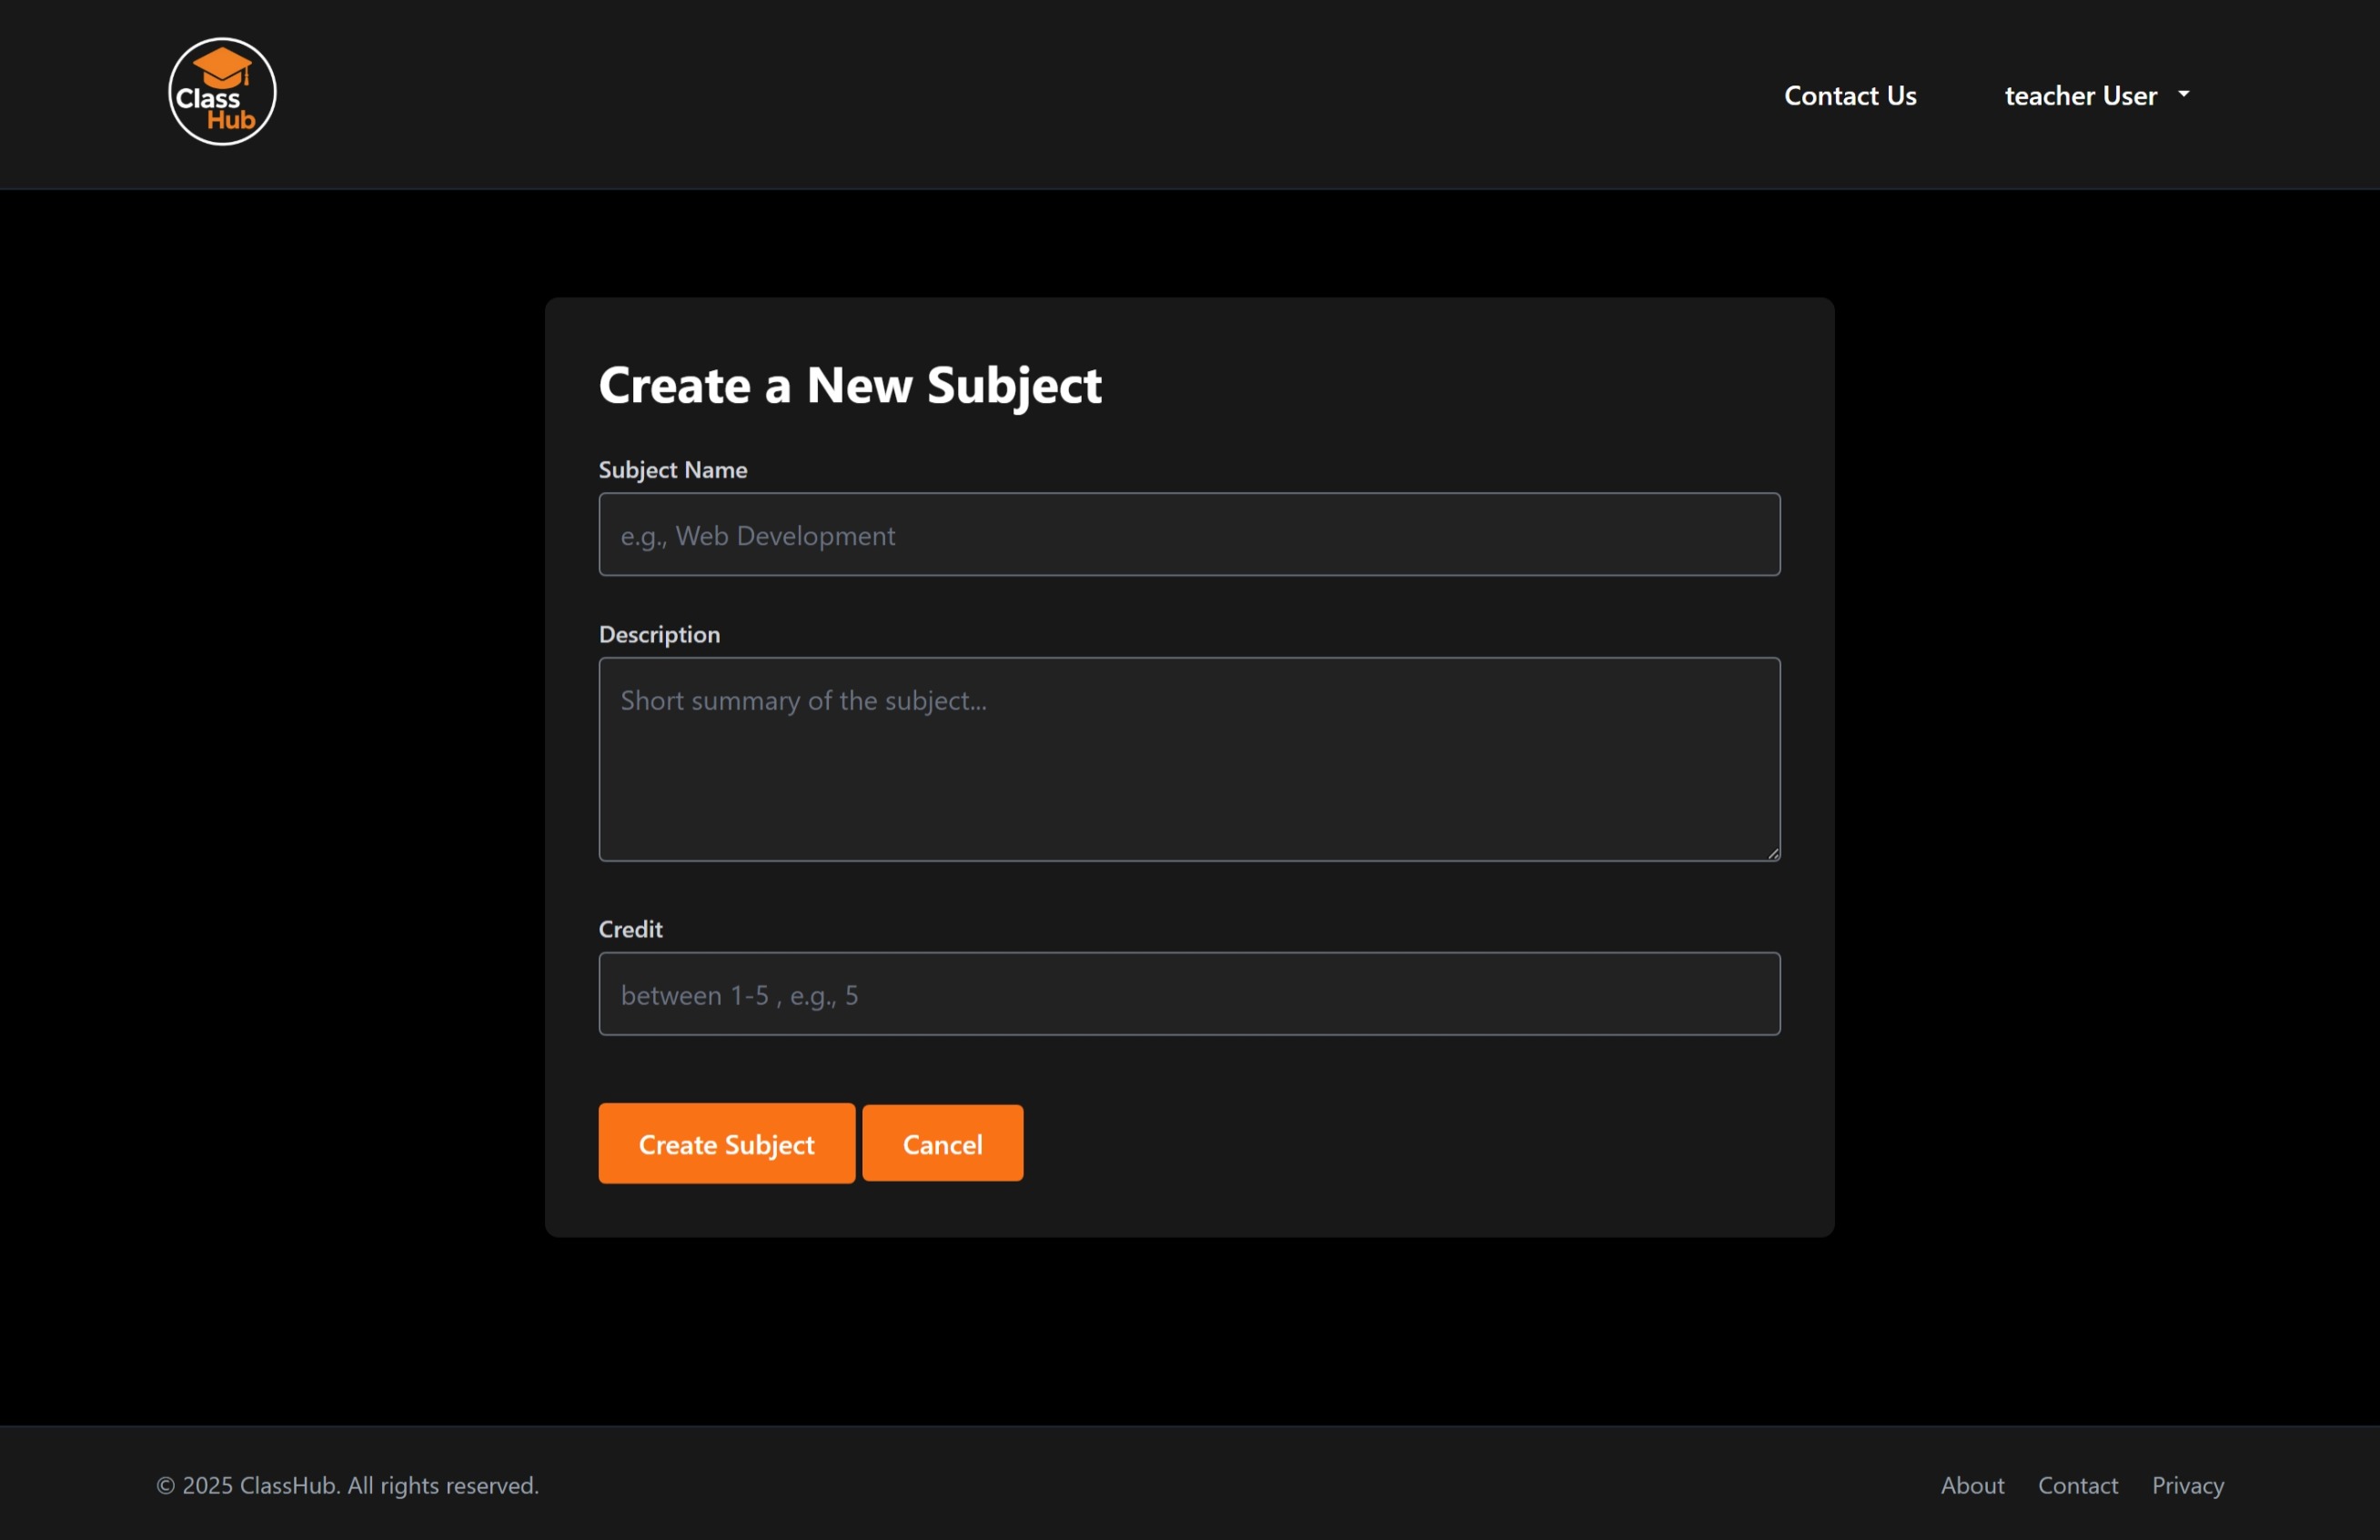 Class
Hub
Contact Us
teacher User
Create a New Subject
Subject Name
e.g., Web Development
Description
Short summary of the subject...
Credit
between 1-5 , e.g., 5
Create Subject
Cancel
© 2025 ClassHub. All rights reserved.
About
Contact
Privacy